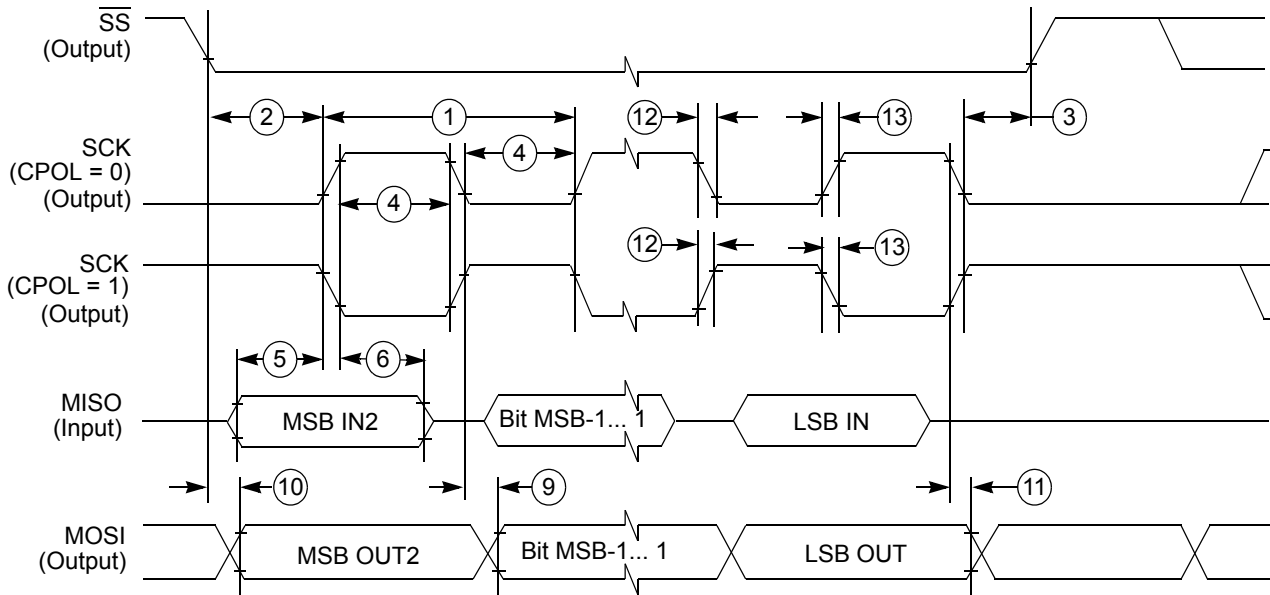 SS
(Output)
2
1
12
13
3
SCK
(CPOL = 0)
(Output)
4
4
12
13
SCK
(CPOL = 1)
(Output)
5
6
MISO
(Input)
MSB IN2
Bit MSB-1... 1
LSB IN
10
9
11
MOSI
(Output)
MSB OUT2
Bit MSB-1... 1
LSB OUT